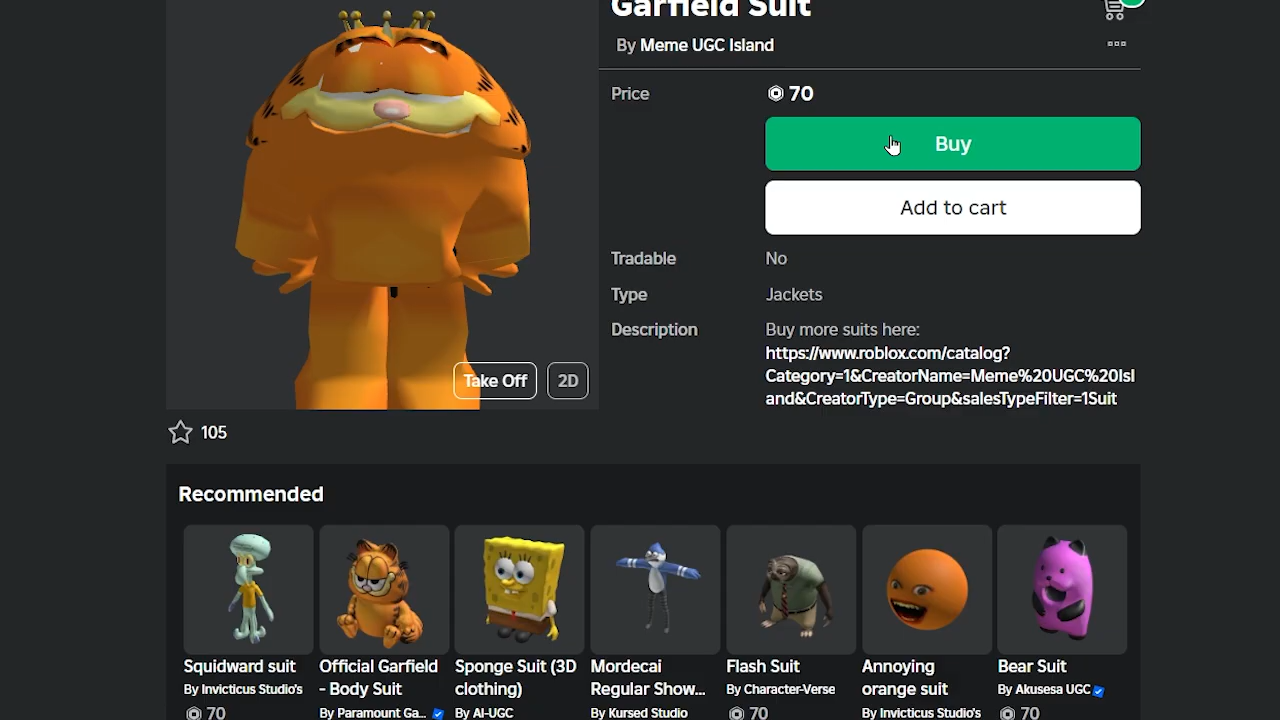 Garfield Suit
By Meme UGC Island
Price
70
Buy
Add to cart
Tradable
No
Type
Jackets
Description
Buy more suits here:
https://www.roblox.com/catalog?
Category=1&CreatorName=Meme%20UGC%20Isl
and&CreatorType=Group&salesTypeFilter=1Suit
Take Off
2D
105
Recommended
Squidward suit
By Invicticus Studio's
70
Official Garfield
- Body Suit
By Paramount Ga...
Sponge Suit (3D
clothing)
By AI-UGC
Mordecai
Regular Show...
By Kursed Studio
Flash Suit
By Character-Verse
70
Annoying
orange suit
By Invicticus Studio's
Bear Suit
By Akusesa UGC
70